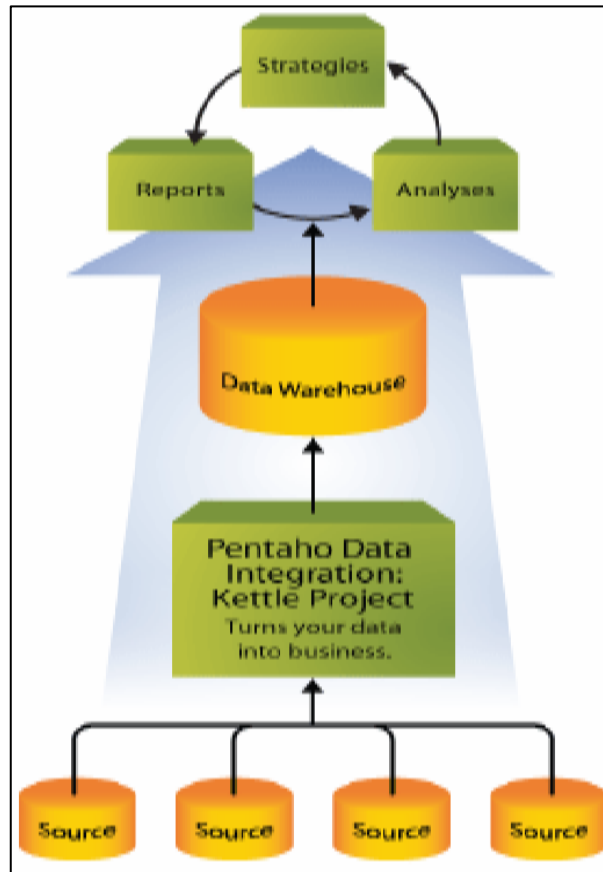 Strategies
Reports
Analyses
Data Warehouse
Pentaho Data
Integration:
Kettle Project
Turns your data
into business.
Source
Source
Source
Source